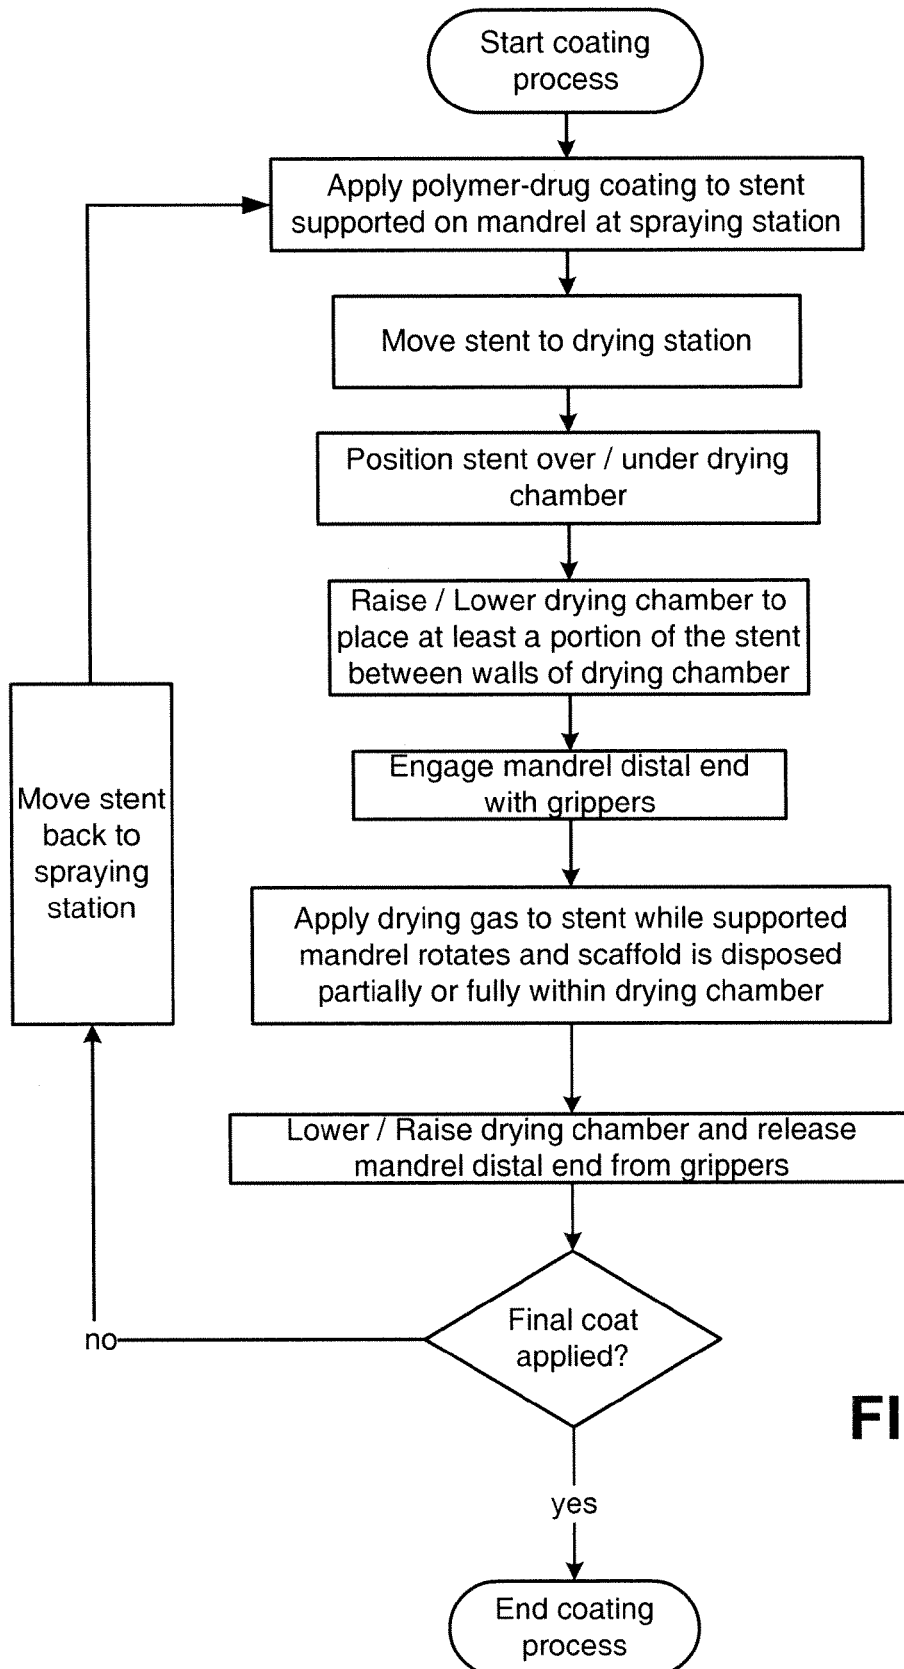 Start coating
process
Apply polymer-drug coating to stent
supported on mandrel at spraying station
Move stent to drying station
Position stent over / under drying
chamber
Raise / Lower drying chamber to
place at least a portion of the stent
between walls of drying chamber
Engage mandrel distal end
with grippers
Move stent
back to
spraying
station
Apply drying gas to stent while supported
mandrel rotates and scaffold is disposed
partially or fully within drying chamber
Lower / Raise drying chamber and release
mandrel distal end from grippers
Final coat
applied?
no
FI
yes
End coating
process